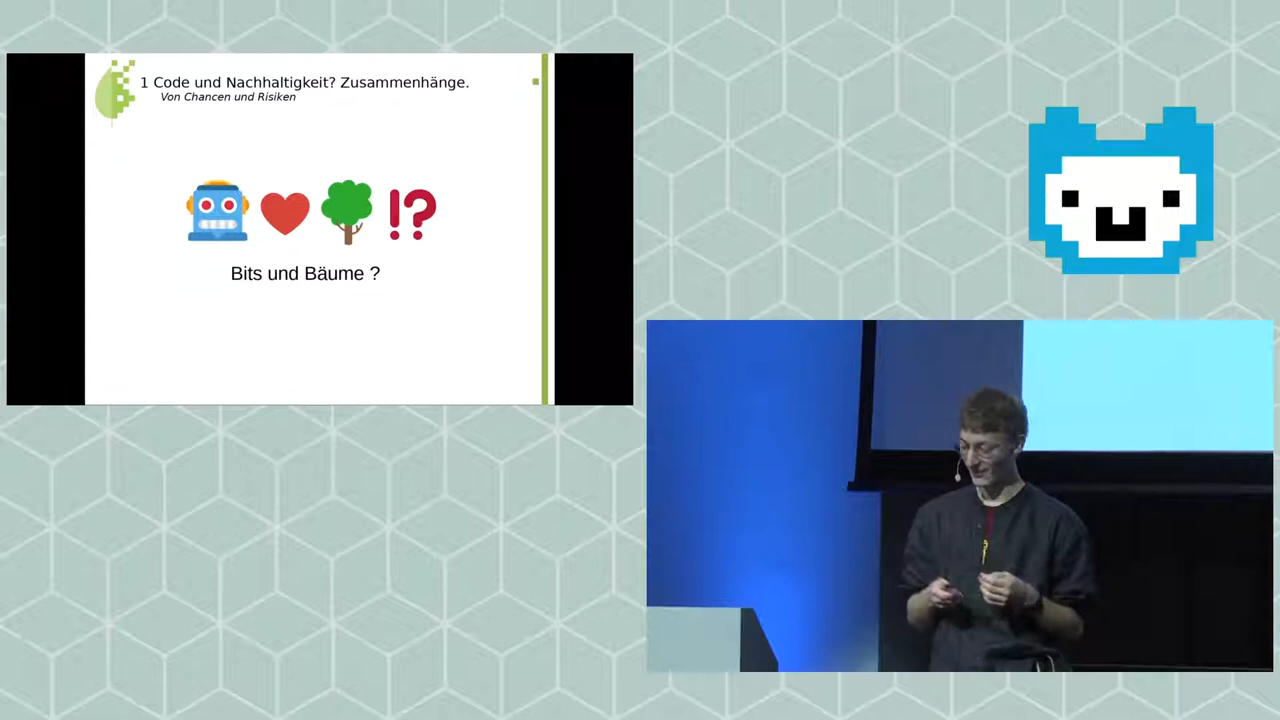 1 Code und Nachhaltigkeit? Zusammenhänge.
Von Chancen und Risiken
!?
Bits und Bäume ?